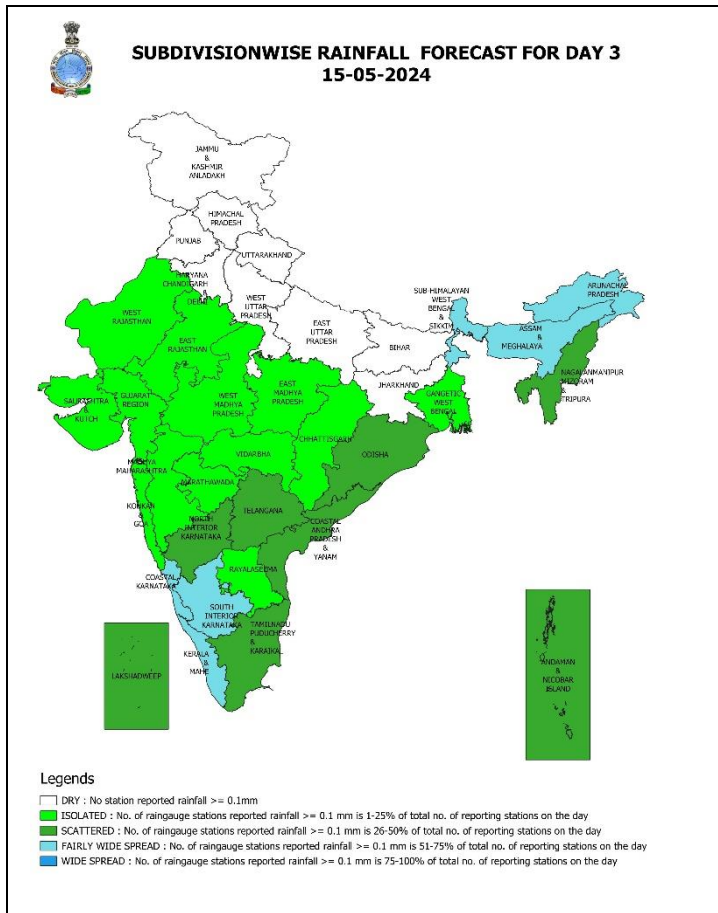 SUBDIVISIONWISE RAINFALL FORECAST FOR DAY 3
15-05-2024
JAMMU
&
KASHMIR
ANLADAKH
HIMACHAL
PRADESH
PUNJAB
UTTARAKHAND
HARYANA
CHANDIGARH
&
DELHI
WEST
UTTAR
PRADESH
EAST
UTTAR
PRADESH
SUB-HIMALAYAN
WEST
BENGAL
&
SIKKIM
ARUNACHAL
PRADESH
ASSAM
&
MEGHALAYA
NAGALANMANIPUR
MIZORAM
&
TRIPURA
WEST
RAJASTHAN
EAST
RAJASTHAN
BIHAR
JHARKHAND
GANGETIC
WEST
BENGAL
SAURASHTRA
&
KUTCH
GUJARAT
REGION
WEST
MADHYA
PRADESH
EAST
MADHYA
PRADESH
CHHATTISGARH
ODISHA
VIDARBHA
MADHYA
MAHARASHTRA
MARATHAWADA
KONKAN
&
GOA
NORTH
INTERIOR
KARNATAKA
TELANGANA
COASTAL
ANDHRA
PRADESH
&
YANAM
RAYALASEEMA
COASTAL
KARNATAKA
SOUTH
INTERIOR
KARNATAKA
TAMILNADU
PUDUCHERRY
&
KARAIKAL
KERALA
&
MAHE
LAKSHADWEEP
ANDAMAN
&
NICOBAR
ISLAND
Legends
DRY : No station reported rainfall >= 0.1mm
ISOLATED : No. of raingauge stations reported rainfall >= 0.1 mm is 1-25% of total no. of reporting stations on the day
SCATTERED : No. of raingauge stations reported rainfall >= 0.1 mm is 26-50% of total no. of reporting stations on the day
FAIRLY WIDE SPREAD : No. of raingauge stations reported rainfall >= 0.1 mm is 51-75% of total no. of reporting stations on the day
WIDE SPREAD : No. of raingauge stations reported rainfall >= 0.1 mm is 75-100% of total no. of reporting stations on the day